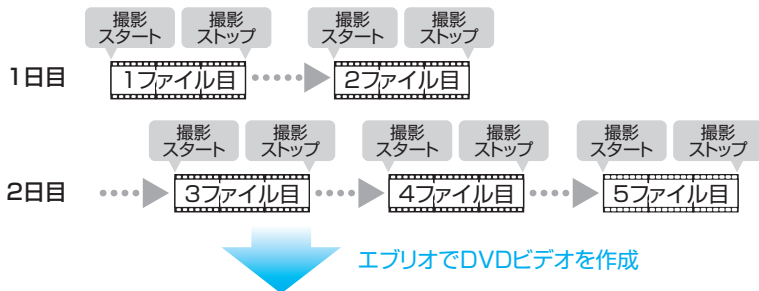 撮影
スタート
撮影
ストップ
撮影
スタート
撮影
ストップ
1日目
1ファイル目
2ファイル目
撮影
スタート
撮影
ストップ
撮影
スタート
撮影
ストップ
撮影
スタート
撮影
ストップ
2日目
3ファイル目
4ファイル目
5ファイル目
エブリオでDVDビデオを作成